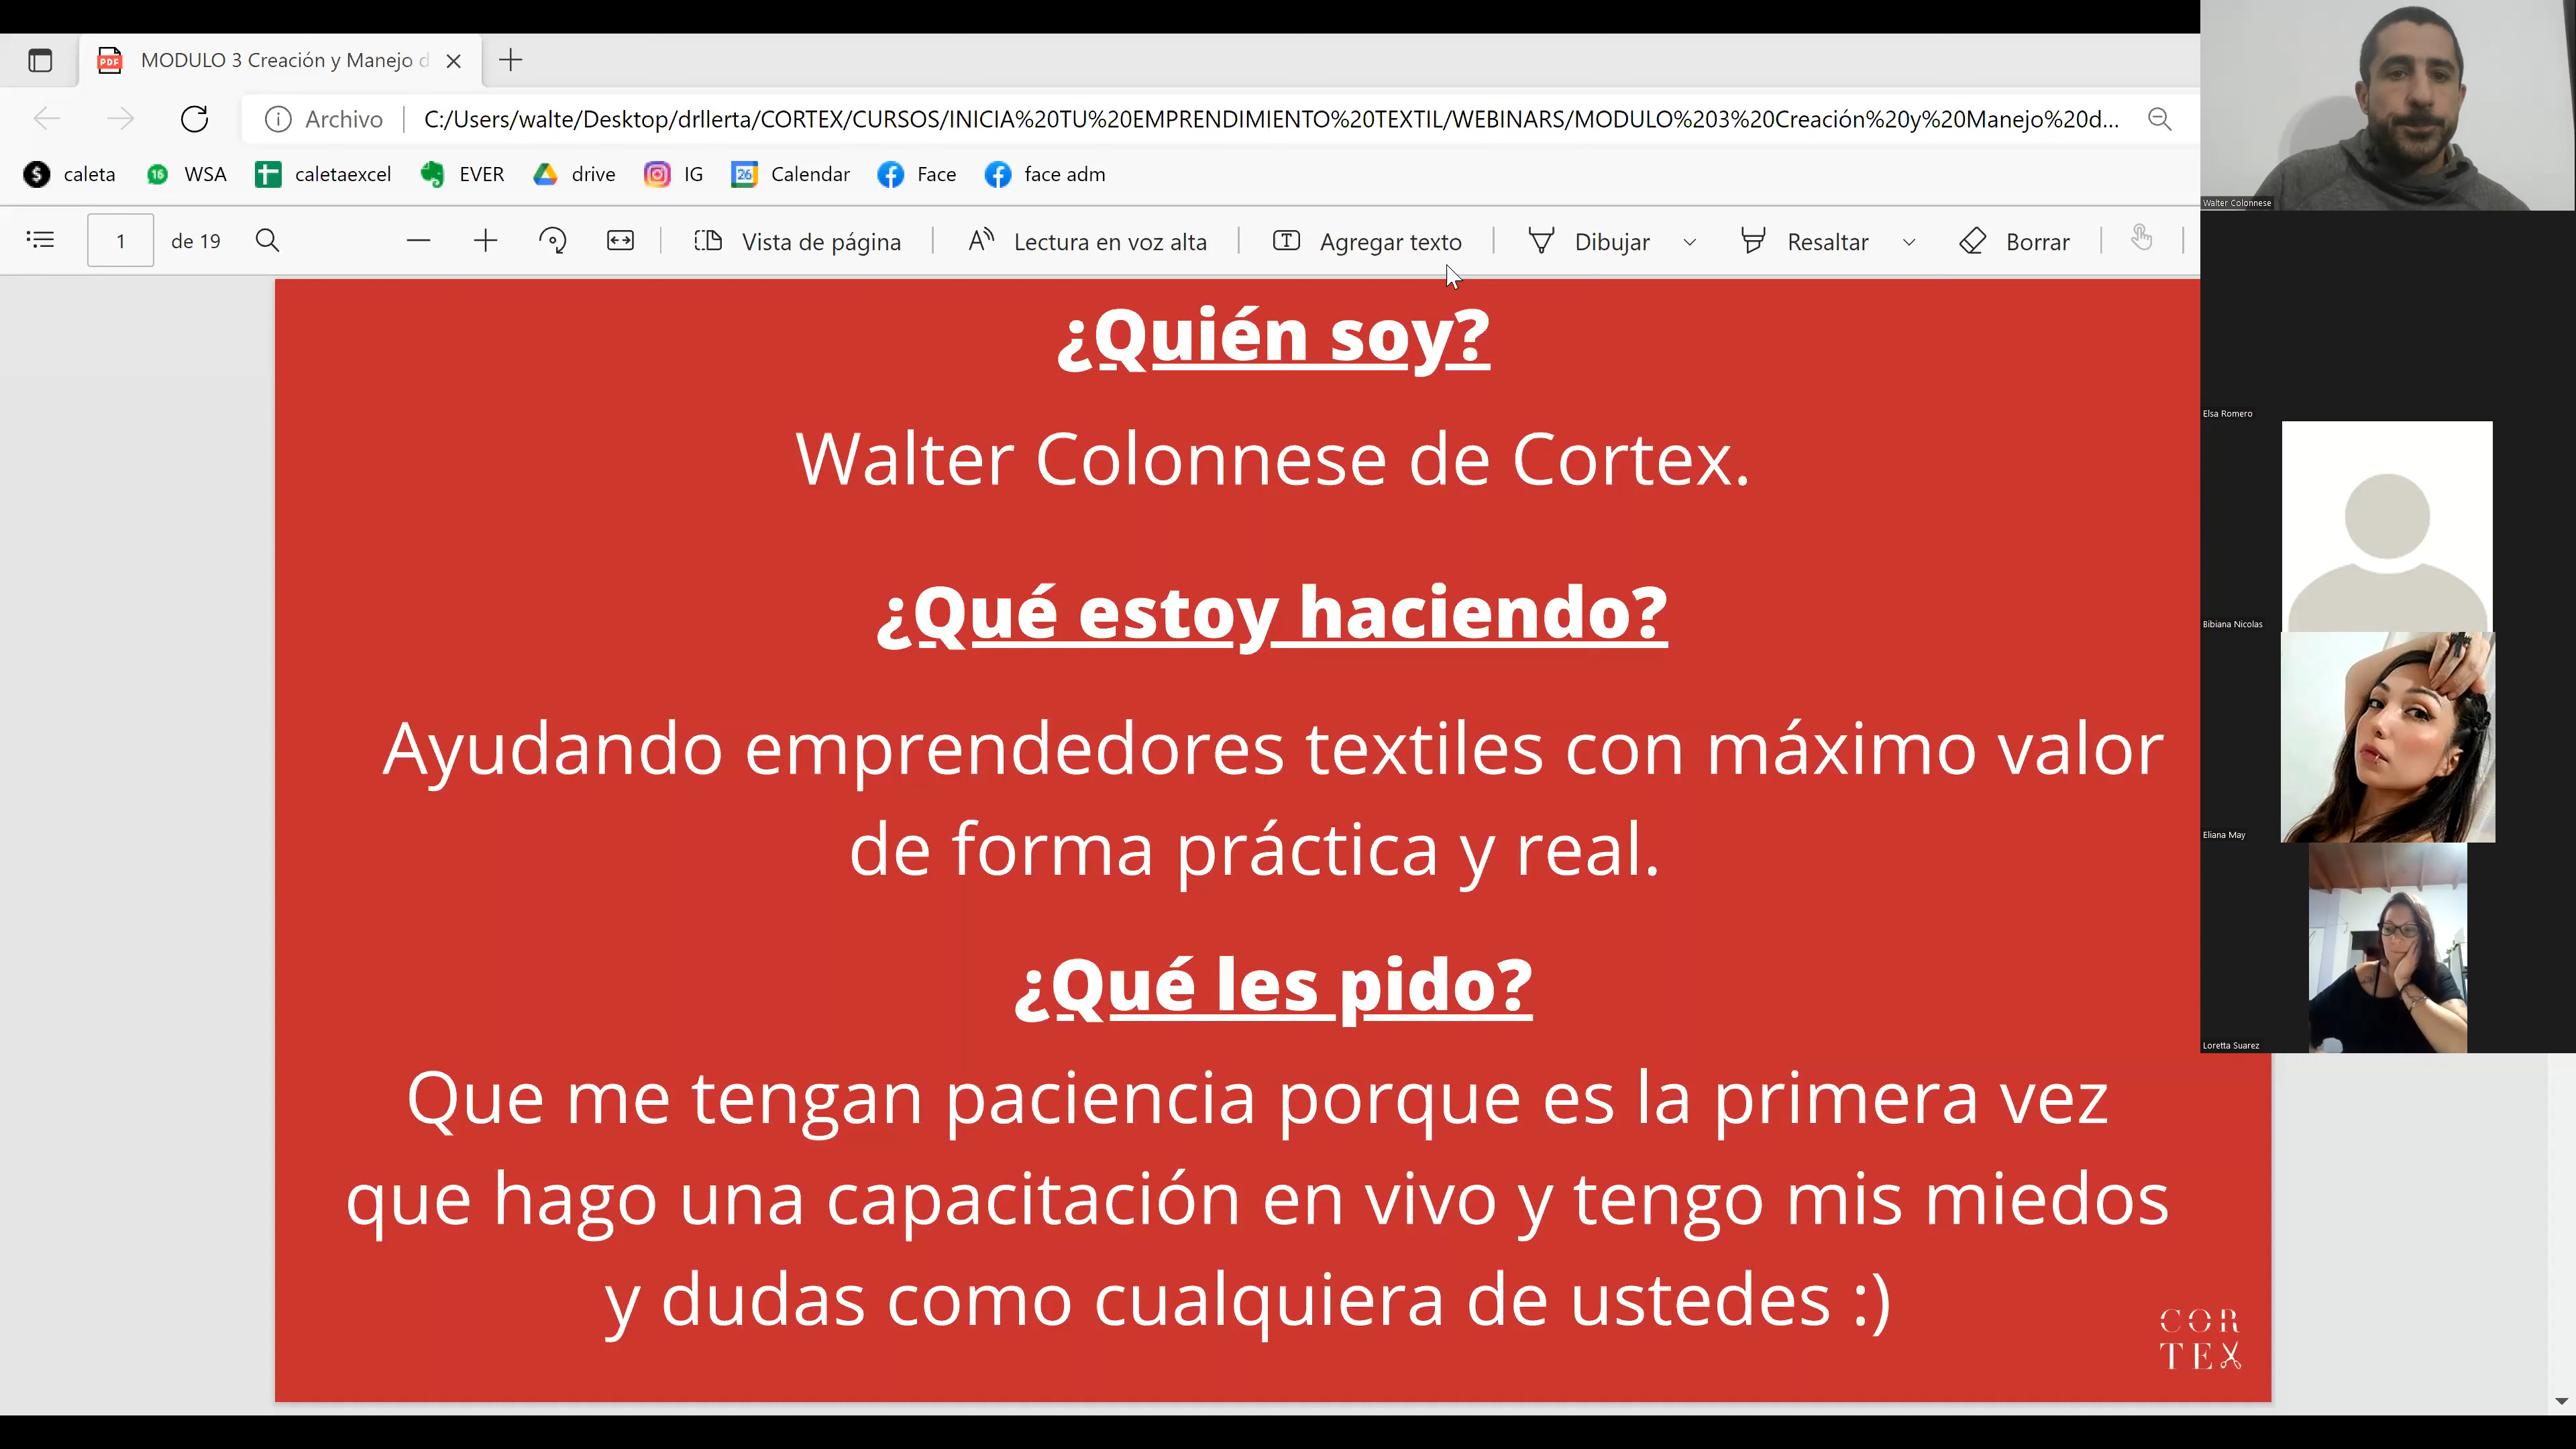 MODULO 3 Creación y Manejo d
Archivo
C:/Users/walte/Desktop/drllerta/CORTEX/CURSOS/INICIA%20TU%20EMPRENDIMIENTO%20TEXTIL/WEBINARS/MODULO%203%20Creación%20y%20Manejo%20d...
caleta
16
WSA
caletaexcel
EVER
drive
IG
26
Calendar
Face
face adm
1
de 19
Vista de página
Lectura en voz alta
Agregar texto
Dibujar
Resaltar
Borrar
¿Quién soy?
Walter Colonnese de Cortex.
¿Qué estoy haciendo?
Ayudando emprendedores textiles con máximo valor
de forma práctica y real.
¿Qué les pido?
Que me tengan paciencia porque es la primera vez
que hago una capacitación en vivo y tengo mis miedos
y dudas como cualquiera de ustedes :)
COR
TEX
Walter Colonnese
Elsa Romero
Bibiana Nicolas
Eliana May
Loretta Suarez